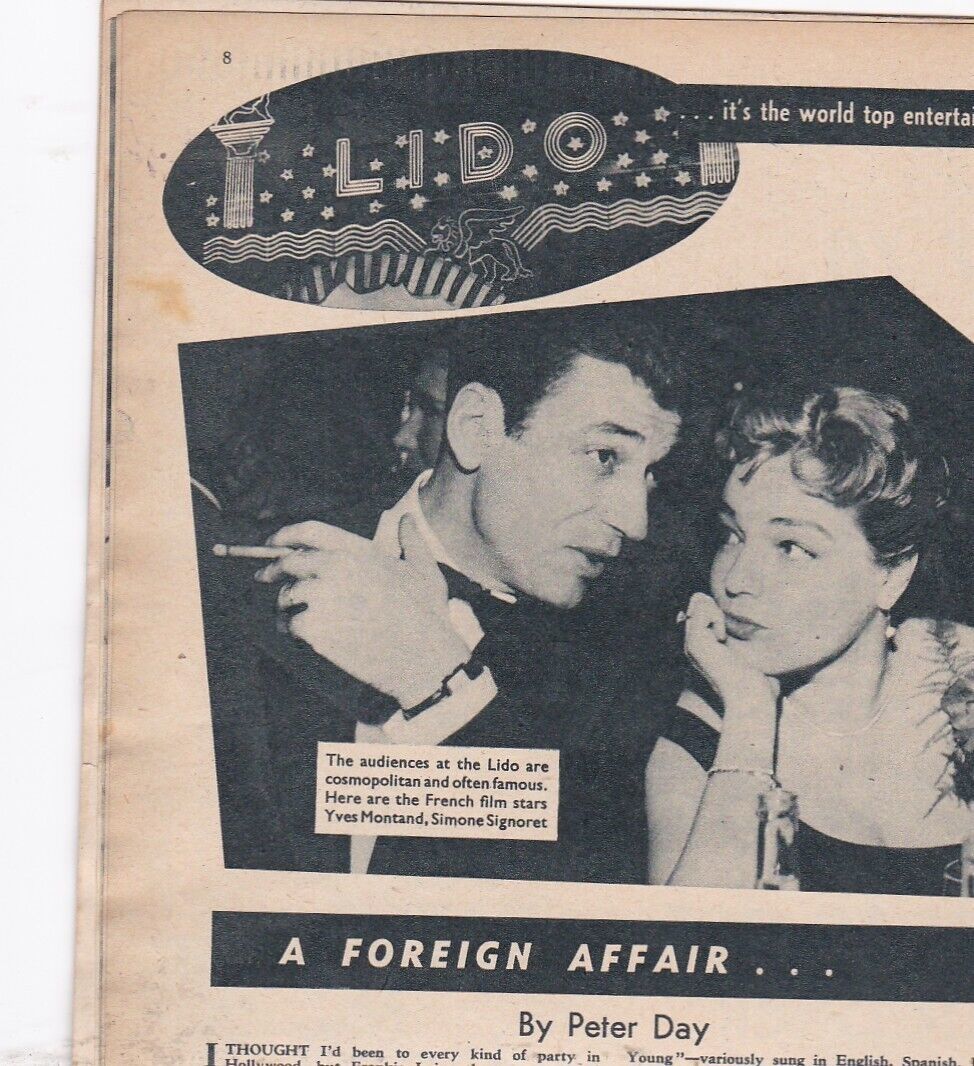 8
LIDO
... it's the world top
The audiences at the Lido are
cosmopolitan and often famous.
Here are the French film stars
Yves Montand, Simone Signoret
A FOREIGN AFFAIR . . .
By Peter Day
I THOUGHT I'd been to every kind of party in
Hollywood, but
Young"—variously sung in English, Spanish,